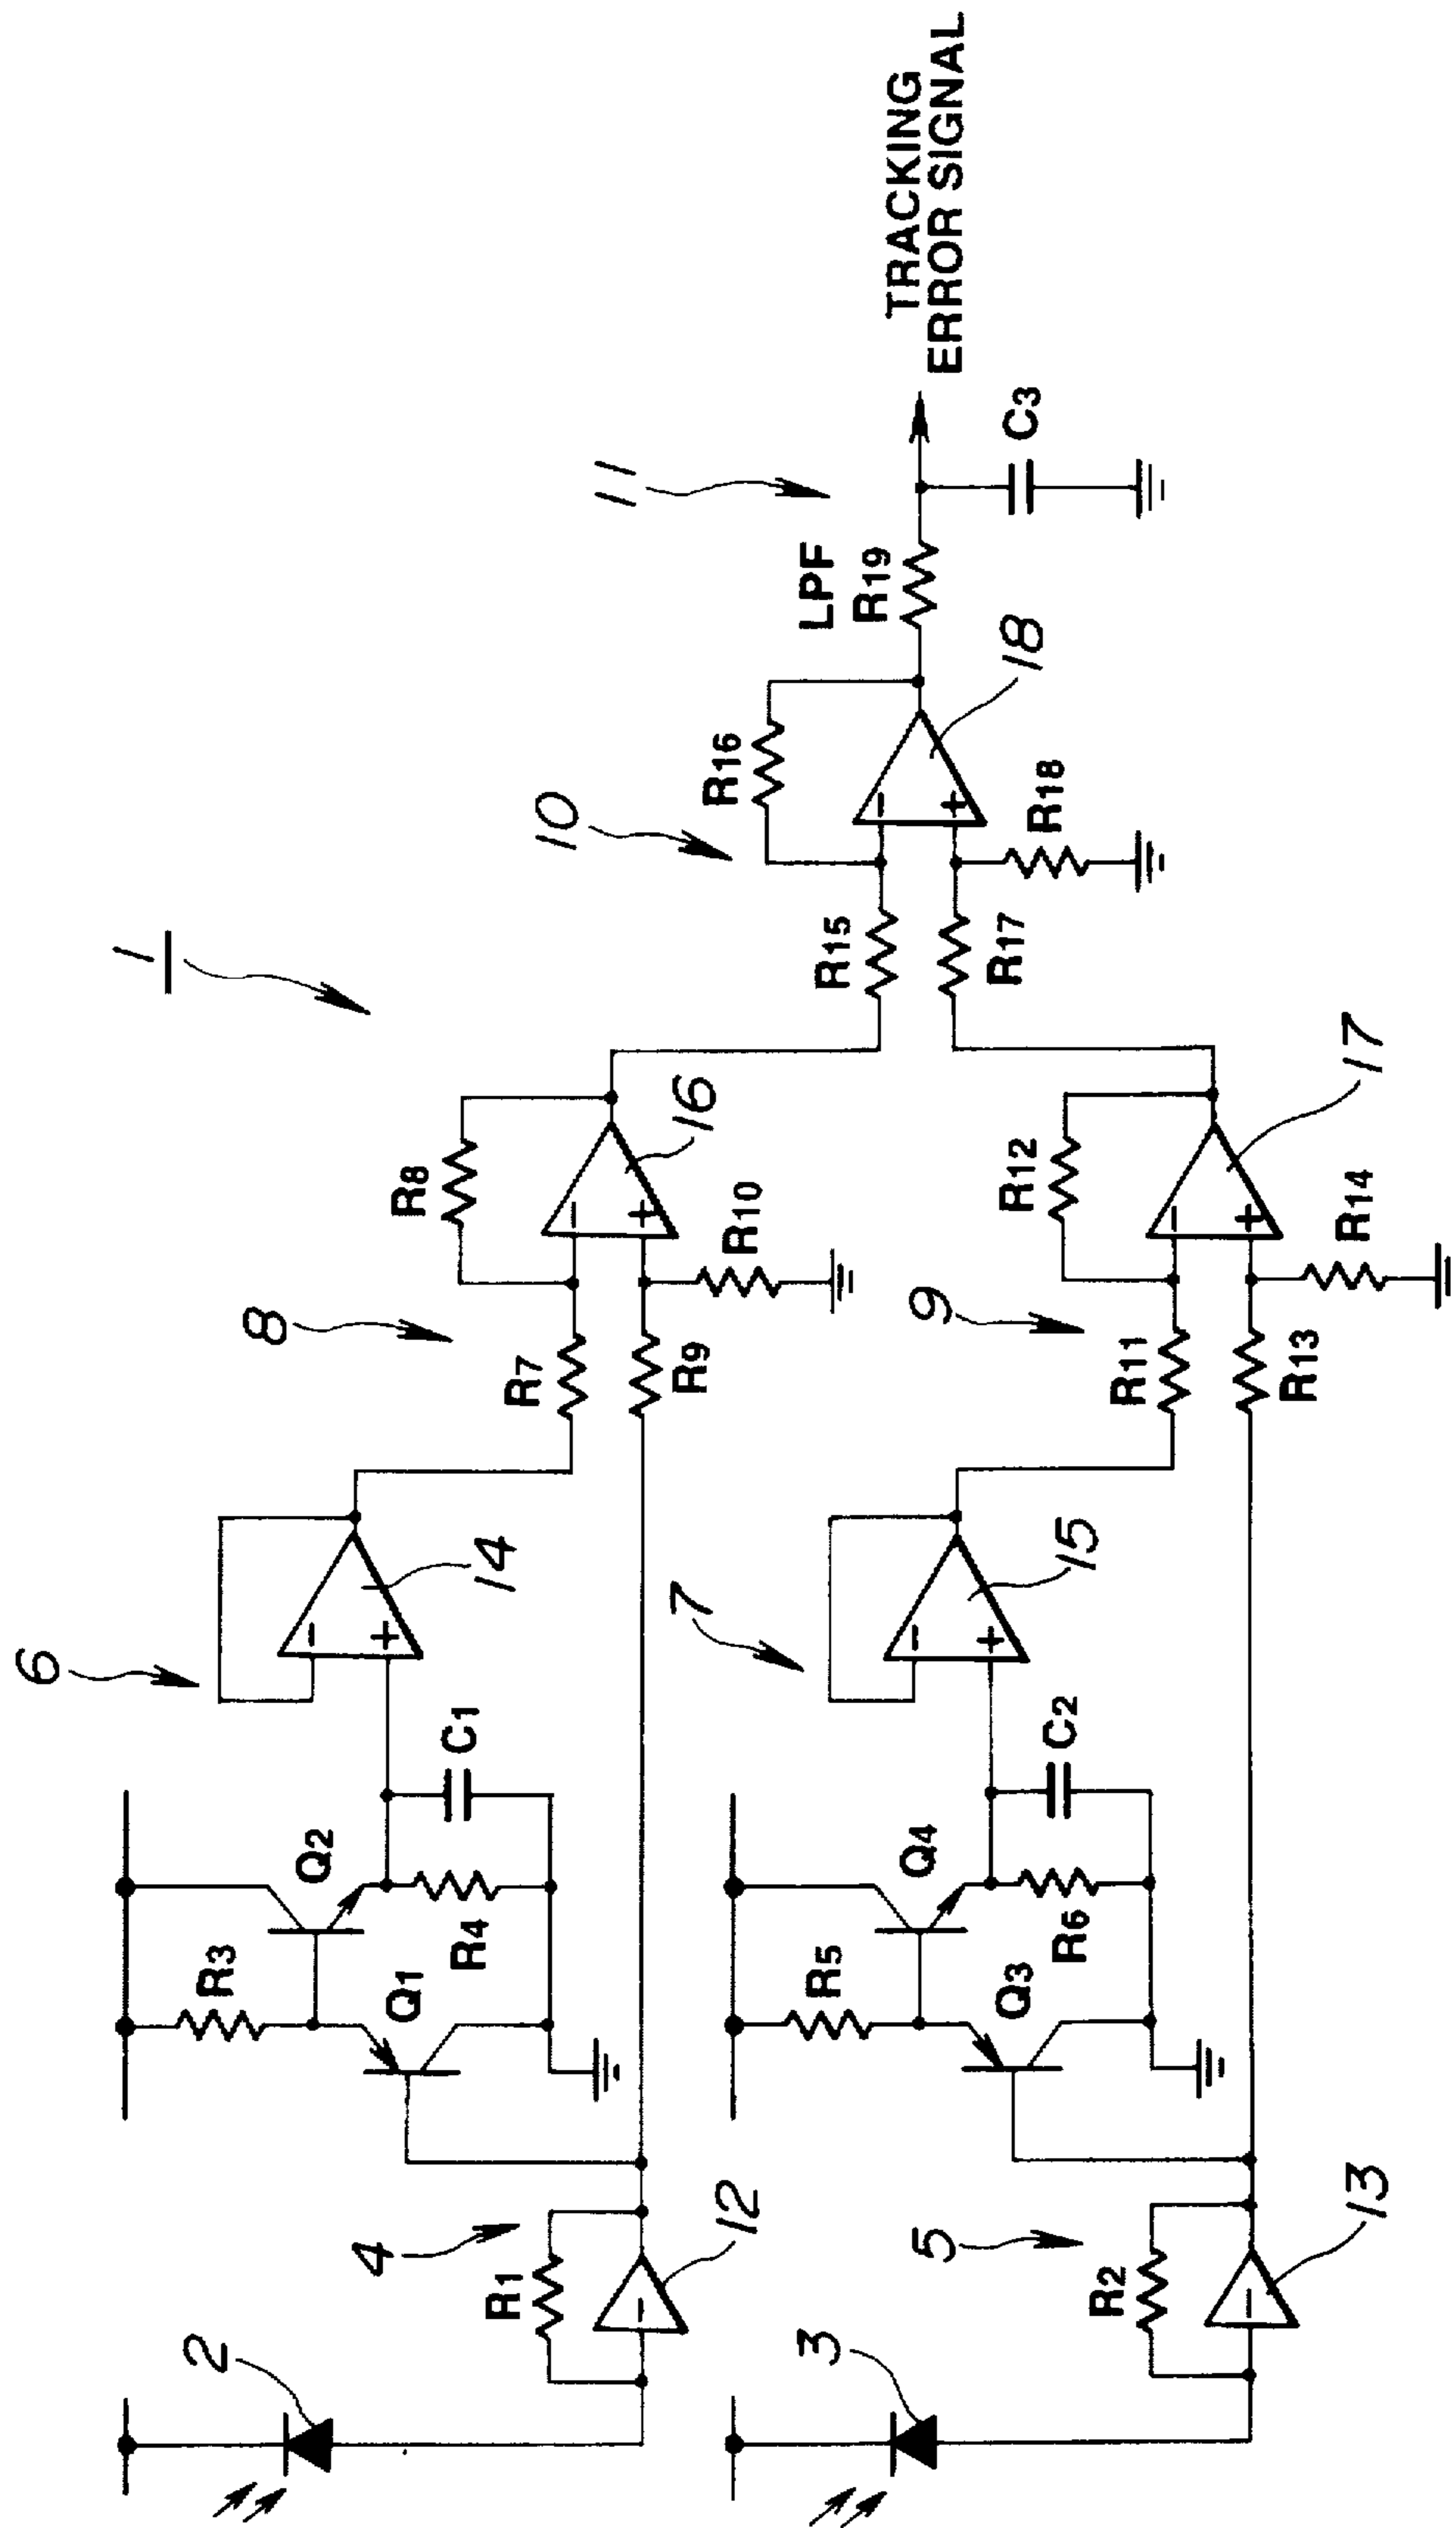 1
2
4
R1
12
R3
Q1
Q2
R4
C1
6
-
+
14
8
R7
R9
R8
-
+
16
R10
3
5
R2
13
R5
Q3
Q4
R6
C2
7
-
+
15
9
R11
R13
R12
-
+
17
R14
10
R15
R17
R16
-
+
18
R18
11
LPF
R19
C3
TRACKING
ERROR SIGNAL
-
-